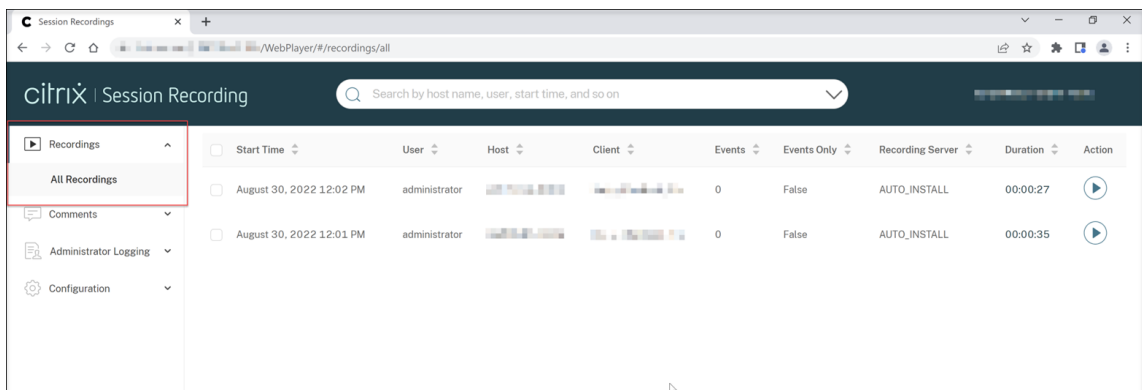 Session Recordings
/WebPlayer/#/recordings/all
citrix | Session Recording
Search by host name, user, start time, and so on
Recordings
All Recordings
Comments
Administrator Logging
Configuration
Start Time User Host Client Events Events Only Recording Server Duration Action
August 30, 2022 12:02 PM administrator 0 False AUTO_INSTALL 00:00:27
August 30, 2022 12:01 PM administrator 0 False AUTO_INSTALL 00:00:35